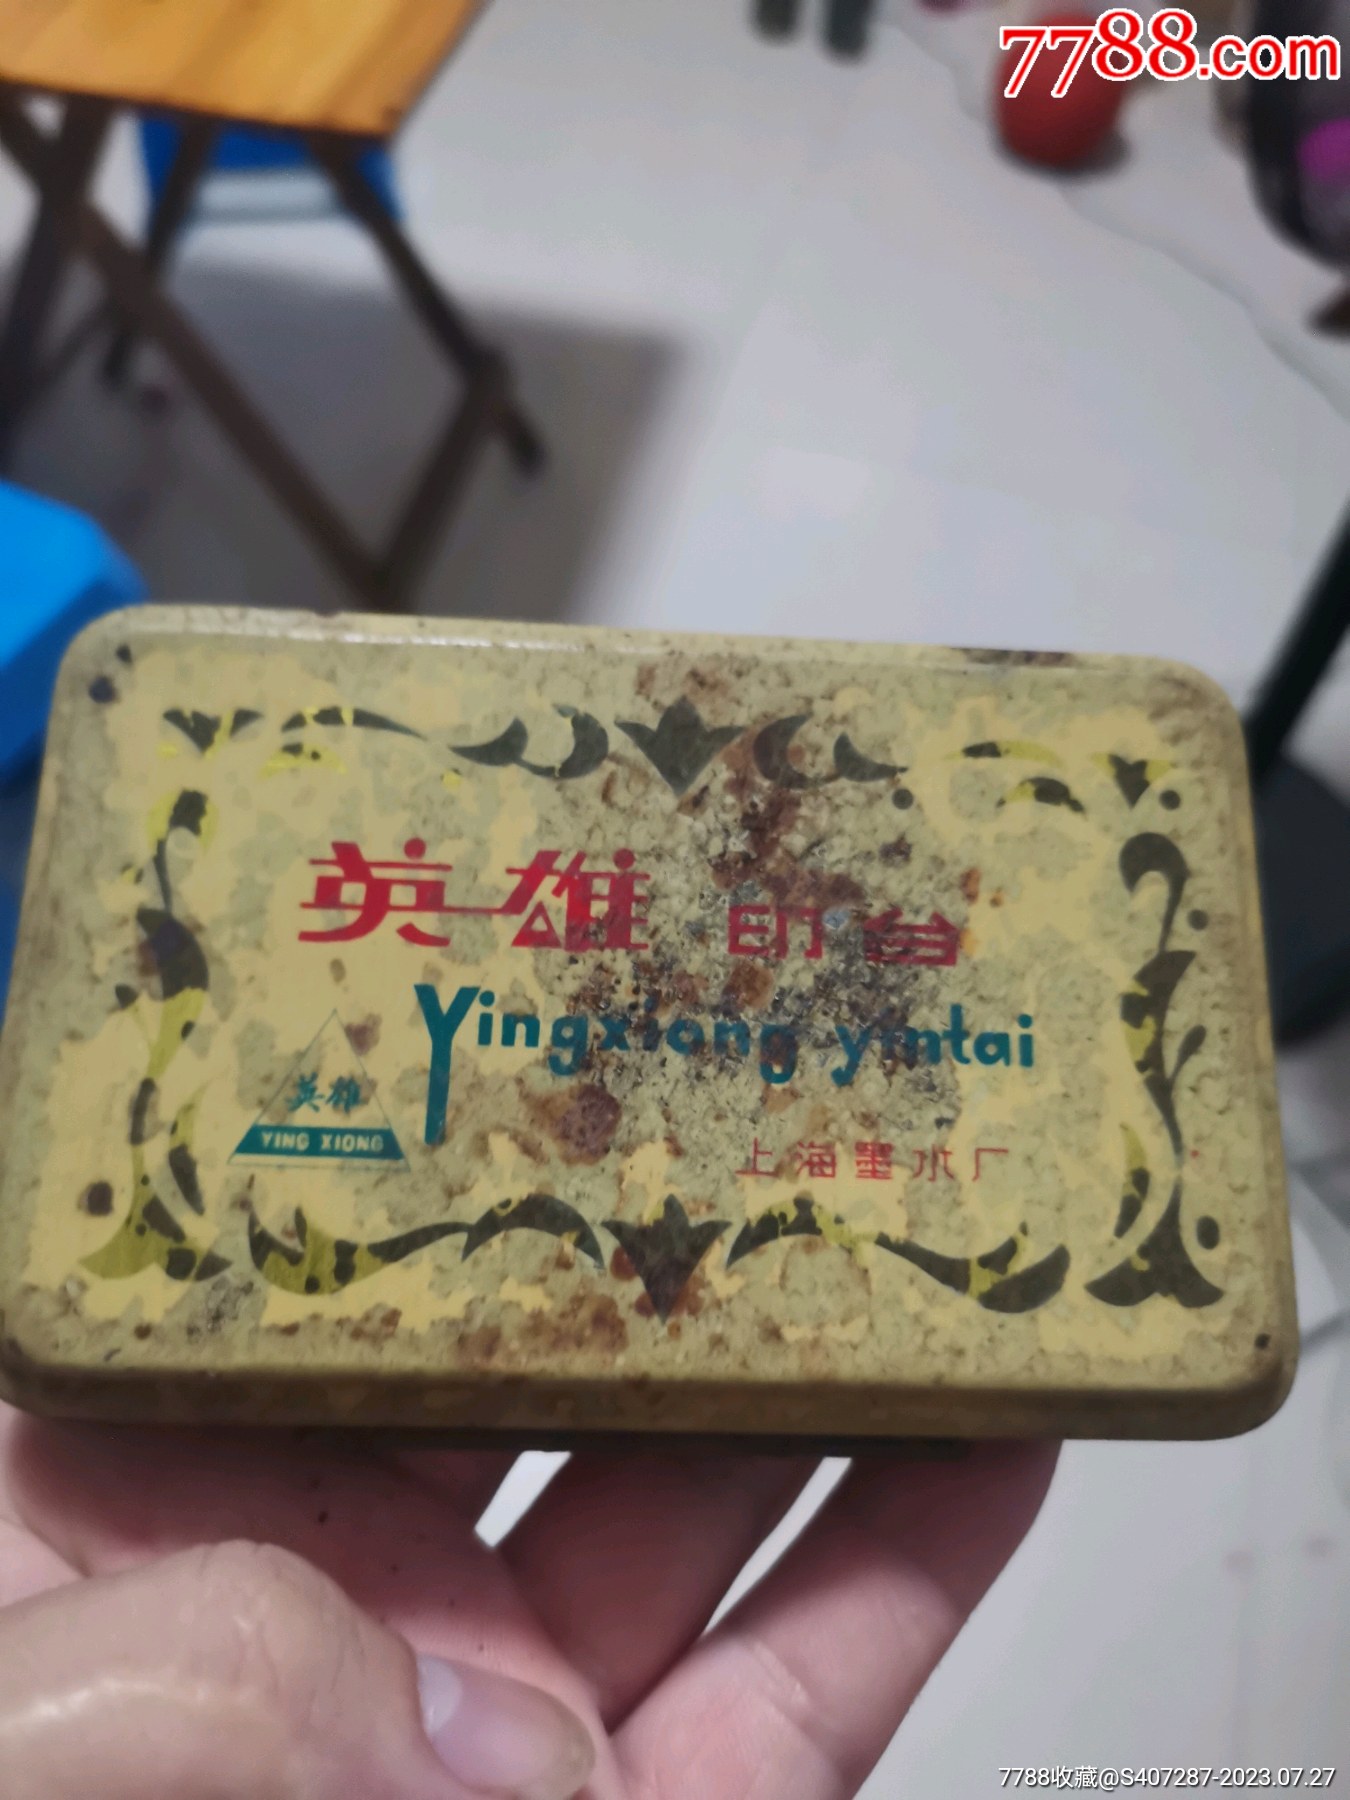 7788.com
英雄 印台
Yingxiong yintai
英雄
YING XIONG
上海墨水厂
7788收藏@S407287-2023.07.27